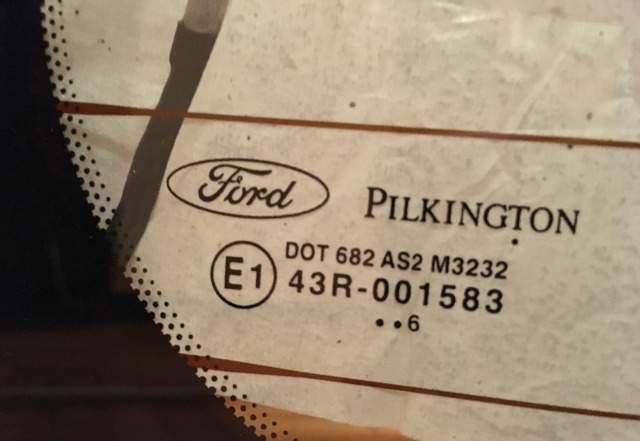 Ford
PILKINGTON
DOT 682 AS2 M3232
E1
43R-001583
..6